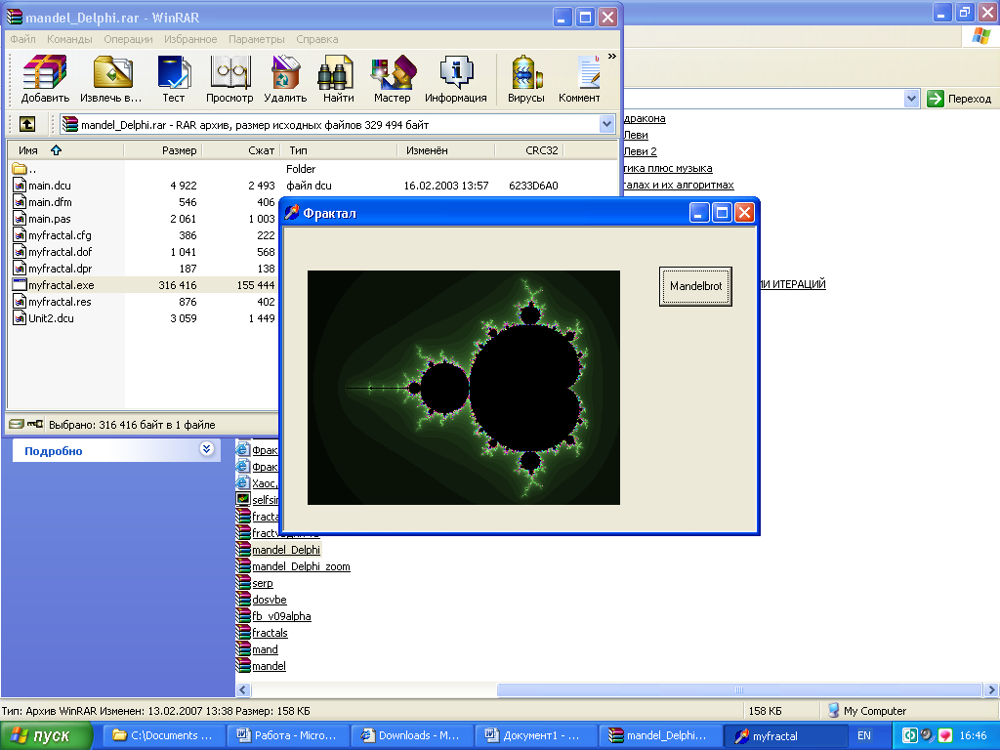 mandel_Delphi.rar - WinRAR
Файл Команды Операции Избранное Параметры Справка
Добавить Извлечь в... Тест Просмотр Удалить Найти Мастер Информация Вирусы Коммент
»
Переход
mandel_Delphi.rar - RAR архив, размер исходных файлов 329 494 байт
Имя Размер Сжат Тип Изменён CRC32
.. Folder
main.dcu 4 922 2 493 файл dcu 16.02.2003 13:57 6233D6A0
main.dfm 546 406
main.pas 2 061 1 003
myfractal.cfg 386 222
myfractal.dof 1 041 568
myfractal.dpr 187 138
myfractal.exe 316 416 155 444
myfractal.res 876 402
Unit2.dcu 3 059 1 449
Выбрано: 316 416 байт в 1 файле
дракона
Леви
Леви 2
тика плюс музыка
талах и их алгоритмах
ИИ ИТЕРАЦИЙ
Фрактал
Mandelbrot
Подробно
Фрак
Фрак
Хаос,
selfsin
fracta
mandel_Delphi
mandel_Delphi_zoom
serp
dosvbe
fb_v09alpha
fractals
mand
mandel
Тип: Архив WinRAR Изменен: 13.02.2007 13:38 Размер: 158 КБ 158 КБ My Computer
пуск C:\Documents ... Работа - Micro... Downloads - M... Документ1 - ... mandel_Delphi... myfractal EN 16:46